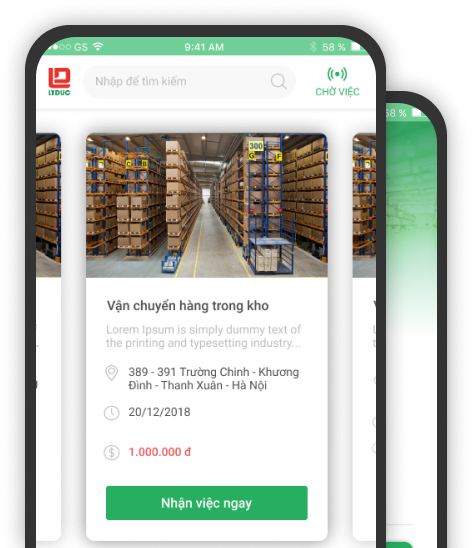 GS 9:41 AM 58 %
LYDUC
Nhập để tìm kiếm
CHỜ VIỆC
58 %
300
Vận chuyển hàng trong kho
Lorem Ipsum is simply dummy text of
the printing and typesetting industry...
389 - 391 Trường Chinh - Khương
Đình - Thanh Xuân - Hà Nội
20/12/2018
1.000.000 đ
Nhận việc ngay